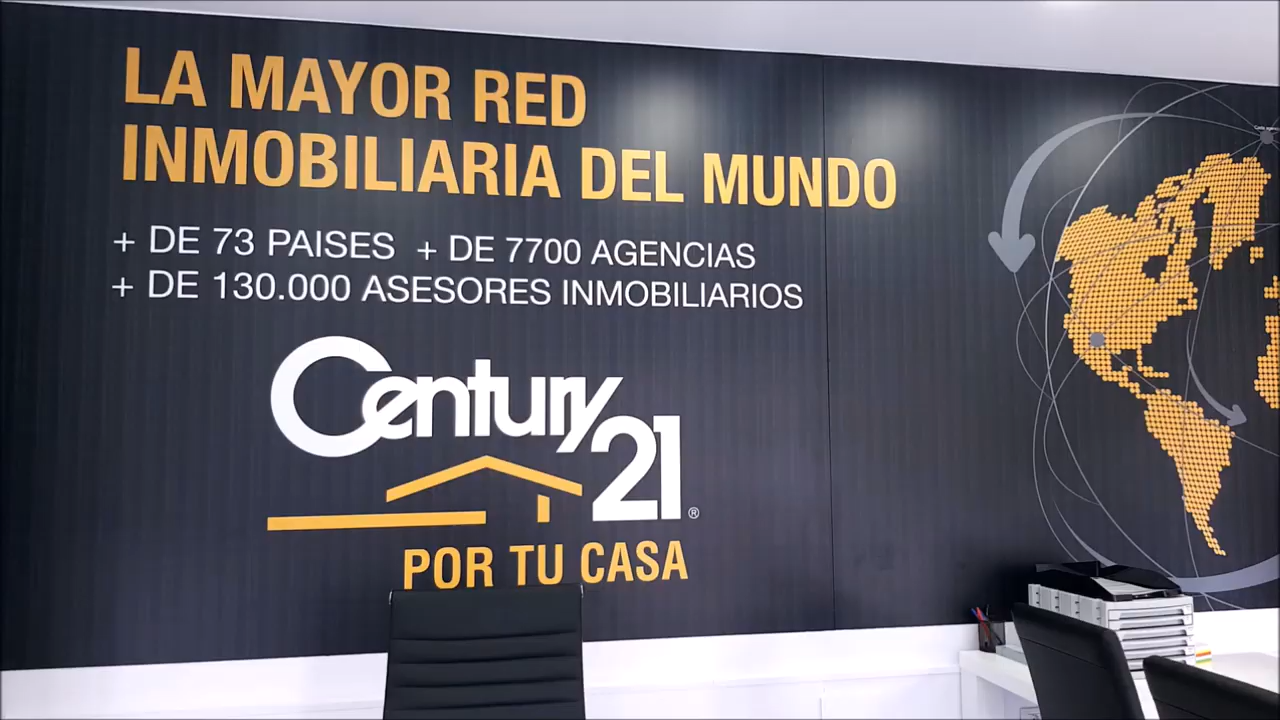 LA MAYOR RED
INMOBILIARIA DEL MUNDO
+ DE 73 PAISES + DE 7700 AGENCIAS
+ DE 130.000 ASESORES INMOBILIARIOS
Century
21®
POR TU CASA